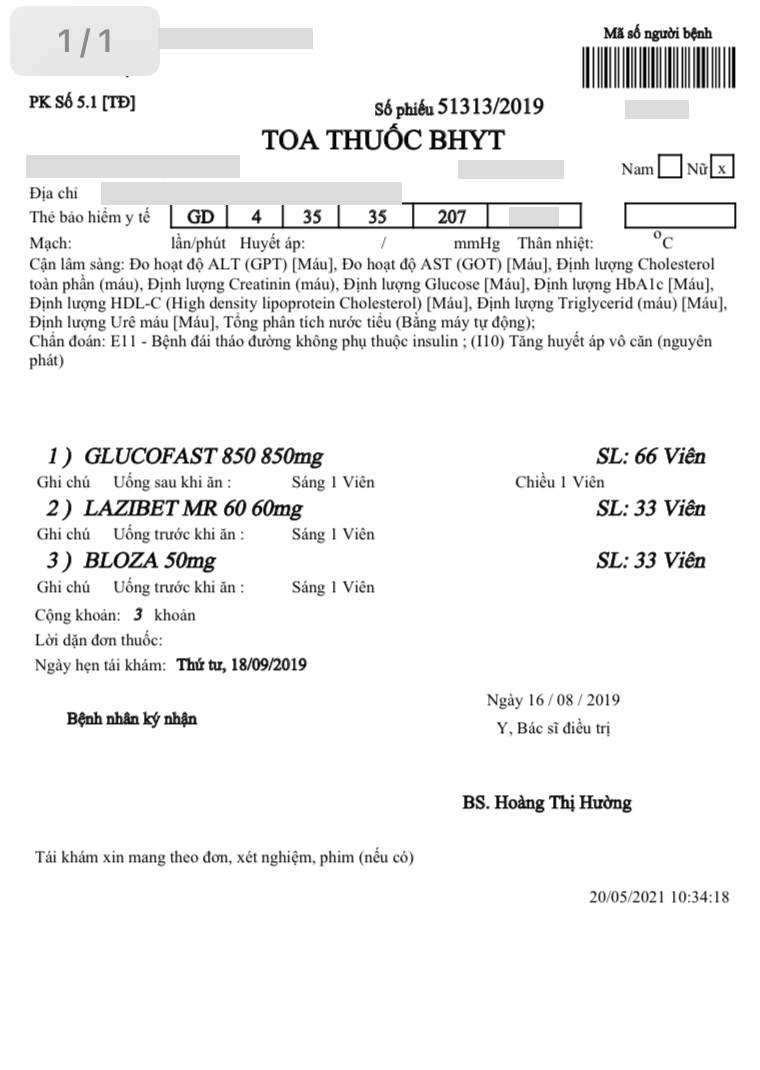 1/1
Mã số người bệnh
PK Số 5.1 [TĐ]
Số phiếu 51313/2019
TOA THUỐC BHYT
Nam Nữ x
Địa chỉ
Thẻ bảo hiểm y tế GD 4 35 35 207
Mạch: lần/phút Huyết áp: / mmHg Thân nhiệt: °C
Cận lâm sàng: Đo hoạt độ ALT (GPT) [Máu], Đo hoạt độ AST (GOT) [Máu], Định lượng Cholesterol
toàn phần (máu), Định lượng Creatinin (máu), Định lượng Glucose [Máu], Định lượng HbA1c [Máu],
Định lượng HDL-C (High density lipoprotein Cholesterol) [Máu], Định lượng Triglycerid (máu) [Máu],
Định lượng Urê máu [Máu], Tổng phân tích nước tiểu (Bằng máy tự động);
Chẩn đoán: E11 - Bệnh đái tháo đường không phụ thuộc insulin ; (I10) Tăng huyết áp vô căn (nguyên
phát)
1 ) GLUCOFAST 850 850mg SL: 66 Viên
Ghi chú Uống sau khi ăn : Sáng 1 Viên Chiều 1 Viên
2 ) LAZIBET MR 60 60mg SL: 33 Viên
Ghi chú Uống trước khi ăn : Sáng 1 Viên
3 ) BLOZA 50mg SL: 33 Viên
Ghi chú Uống trước khi ăn : Sáng 1 Viên
Cộng khoản: 3 khoản
Lời dặn đơn thuốc:
Ngày hẹn tái khám: Thứ tư, 18/09/2019
Ngày 16 / 08 / 2019
Bệnh nhân ký nhận
Y, Bác sĩ điều trị
BS. Hoàng Thị Hường
Tái khám xin mang theo đơn, xét nghiệm, phim (nếu có)
20/05/2021 10:34:18